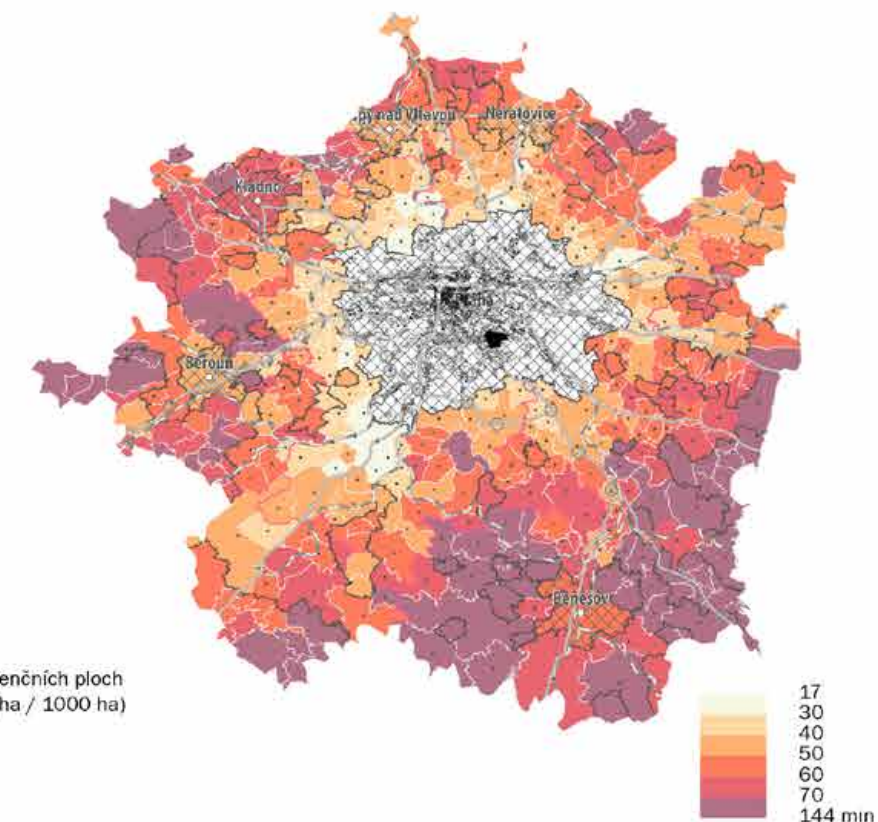 Neratovice
Kladno
Beroun
Benešov
enčních ploch
ha / 1000 ha)
17
30
40
50
60
70
144 min